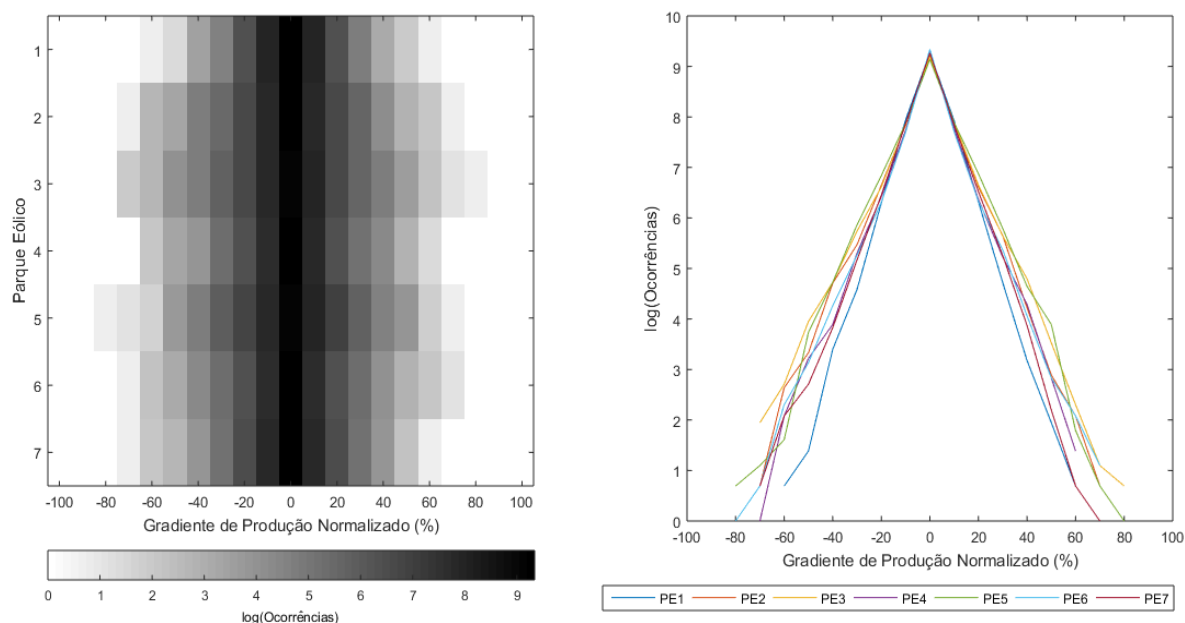 Parque Eólico
1
2
3
4
5
6
7
-100 -80 -60 -40 -20 0 20 40 60 80 100
Gradiente de Produção Normalizado (%)
0 1 2 3 4 5 6 7 8 9
log(Ocorrências)
log(Ocorrências)
10
9
8
7
6
5
4
3
2
1
0
-100 -80 -60 -40 -20 0 20 40 60 80 100
Gradiente de Produção Normalizado (%)
PE1 PE2 PE3 PE4 PE5 PE6 PE7